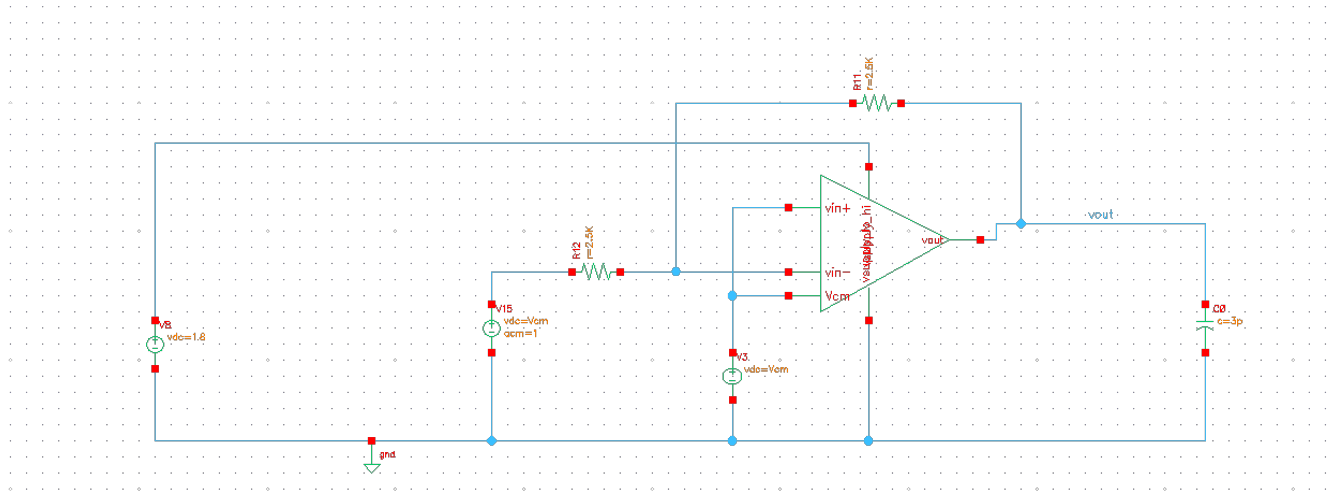 R11
r=2.5K
vin+
vout
vout
R12
r=2.5K
vin-
Vcm
V15
vdc=Vcm
acm=1
C0
c=3p
V8
vdc=1.8
V3
vdc=Vcm
gnd